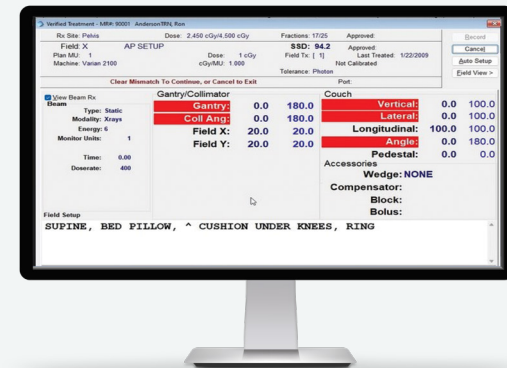 Verified Treatment - MR#: 00001 AndersonTRN, Ron
Rx Site: Pelvis Dose: 2,450 cGy/4,500 cGy Fractions: 17/25 Approved: Record
Field: X AP SETUP SSD: 94.2 Approved: Cancel
Plan MU: 1 Dose: 1 cGy Field Tx: [ 1] Last Treated: 1/22/2009 Auto Setup
Machine: Varian 2100 cGy/MU: 1.000 Not Calibrated
Tolerance: Photon Field View >
Clear Mismatch To Continue, or Cancel to Exit Port:
View Beam Rx Gantry/Collimator Couch
Beam Gantry: 0.0 180.0 Vertical: 0.0 100.0
Type: Static
Modality: Xrays Coll Ang: 0.0 180.0 Lateral: 0.0 100.0
Energy: 6 Field X: 20.0 20.0 Longitudinal: 100.0 100.0
Monitor Units: 1 Field Y: 20.0 20.0 Angle: 0.0 180.0
Time: 0.00 Pedestal: 0.0 0.0
Doserate: 400 Accessories
Wedge: NONE
Compensator:
Block:
Bolus:
Field Setup
SUPINE, BED PILLOW, ^ CUSHION UNDER KNEES, RING